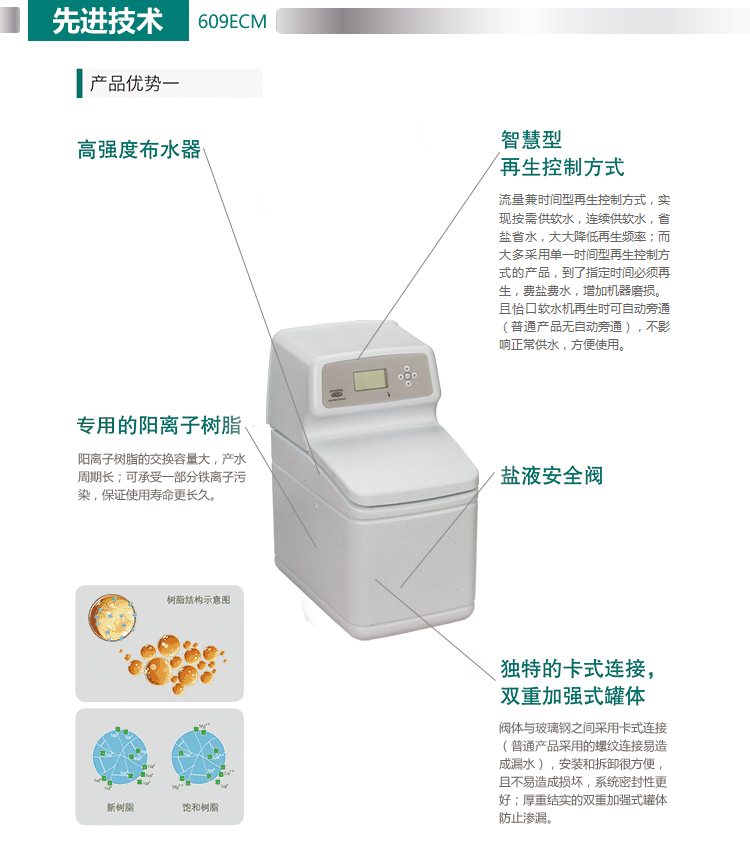 先进技术
609ECM
产品优势一
高强度布水器
智慧型
再生控制方式
流量兼时间型再生控制方式，实
现按需供软水，连续供软水，省
盐省水，大大降低再生频率；而
大多采用单一时间型再生控制方
式的产品，到了指定时间必须再
生，费盐费水，增加机器磨损。
且怡口软水机再生时可自动旁通
（普通产品无自动旁通），不影
响正常供水，方便使用。
专用的阳离子树脂
阳离子树脂的交换容量大，产水
周期长；可承受一部分铁离子污
染，保证使用寿命更长久。
盐液安全阀
树脂结构示意图
独特的卡式连接，
双重加强式罐体
阀体与玻璃钢之间采用卡式连接
（普通产品采用的螺纹连接易造
成漏水），安装和拆卸很方便，
且不易造成损坏，系统密封性更
好；厚重结实的双重加强式罐体
防止渗漏。
新树脂
饱和树脂